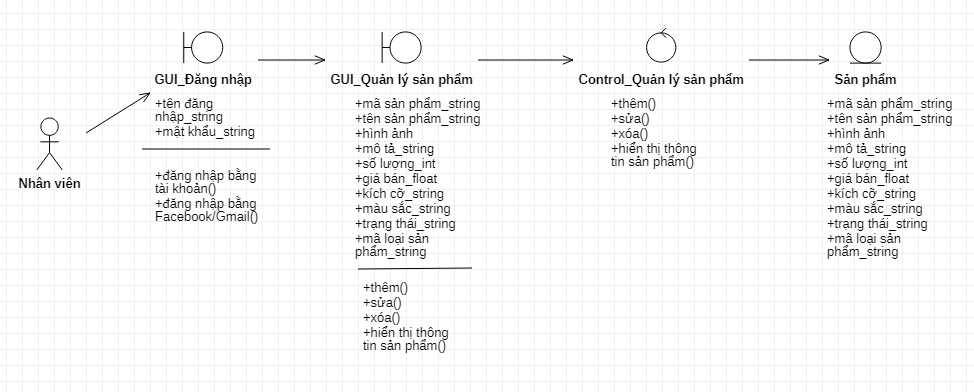 Nhân viên
GUI_Đăng nhập
+tên đăng
nhập_string
+mật khẩu_string
+đăng nhập bằng
tài khoản()
+đăng nhập bằng
Facebook/Gmail()
GUI_Quản lý sản phẩm
+mã sản phẩm_string
+tên sản phẩm_string
+hình ảnh
+mô tả_string
+số lượng_int
+giá bán_float
+kích cỡ_string
+màu sắc_string
+trạng thái_string
+mã loại sản
phẩm_string
+thêm()
+sửa()
+xóa()
+hiển thị thông
tin sản phẩm()
Control_Quản lý sản phẩm
+thêm()
+sửa()
+xóa()
+hiển thị thông
tin sản phẩm()
Sản phẩm
+mã sản phẩm_string
+tên sản phẩm_string
+hình ảnh
+mô tả_string
+số lượng_int
+giá bán_float
+kích cỡ_string
+màu sắc_string
+trạng thái_string
+mã loại sản
phẩm_string